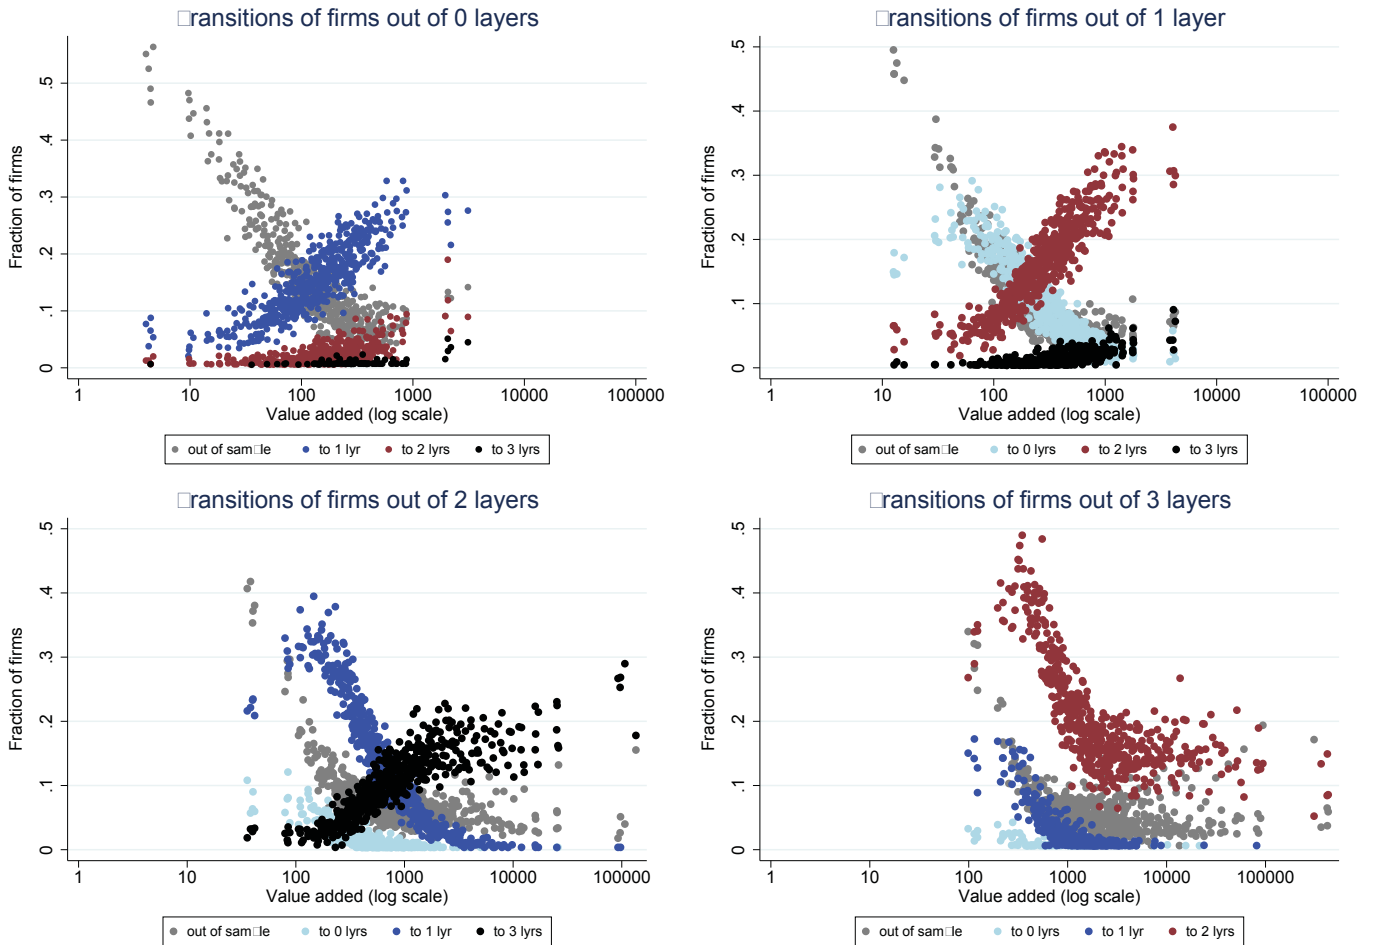 □ransitions of firms out of 0 layers
Fraction of firms
.5
.4
.3
.2
.1
0
1 10 100 1000 10000 100000
Value added (log scale)
out of sam□le to 1 lyr to 2 lyrs to 3 lyrs
□ransitions of firms out of 1 layer
Fraction of firms
.5
.4
.3
.2
.1
0
1 10 100 1000 10000 100000
Value added (log scale)
out of sam□le to 0 lyrs to 2 lyrs to 3 lyrs
□ransitions of firms out of 2 layers
Fraction of firms
.5
.4
.3
.2
.1
0
1 10 100 1000 10000 100000
Value added (log scale)
out of sam□le to 0 lyrs to 1 lyr to 3 lyrs
□ransitions of firms out of 3 layers
Fraction of firms
.5
.4
.3
.2
.1
0
1 10 100 1000 10000 100000
Value added (log scale)
out of sam□le to 0 lyrs to 1 lyr to 2 lyrs